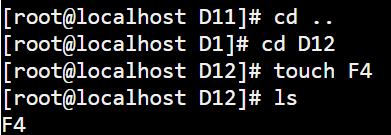 [root@localhost D11]# cd ..
[root@localhost D1]# cd D12
[root@localhost D12]# touch F4
[root@localhost D12]# ls
F4